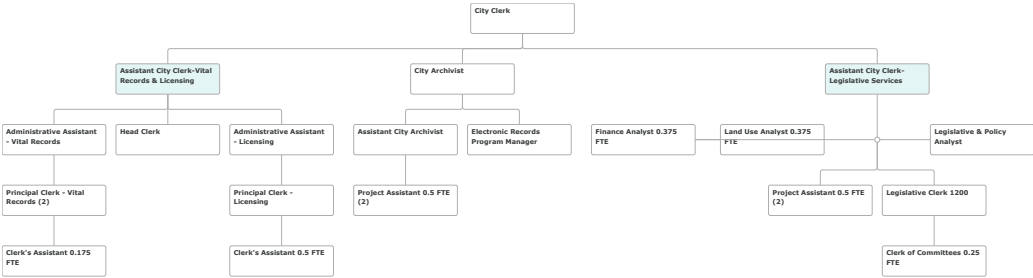 City Clerk
Assistant City Clerk-Vital
Records & Licensing
City Archivist
Assistant City Clerk-
Legislative Services
Administrative Assistant
- Vital Records
Head Clerk
Administrative Assistant
- Licensing
Assistant City Archivist
Electronic Records
Program Manager
Finance Analyst 0.375
FTE
Land Use Analyst 0.375
FTE
Legislative & Policy
Analyst
Principal Clerk - Vital
Records (2)
Principal Clerk -
Licensing
Project Assistant 0.5 FTE
(2)
Project Assistant 0.5 FTE
(2)
Legislative Clerk 1200
Clerk's Assistant 0.175
FTE
Clerk's Assistant 0.5 FTE
Clerk of Committees 0.25
FTE